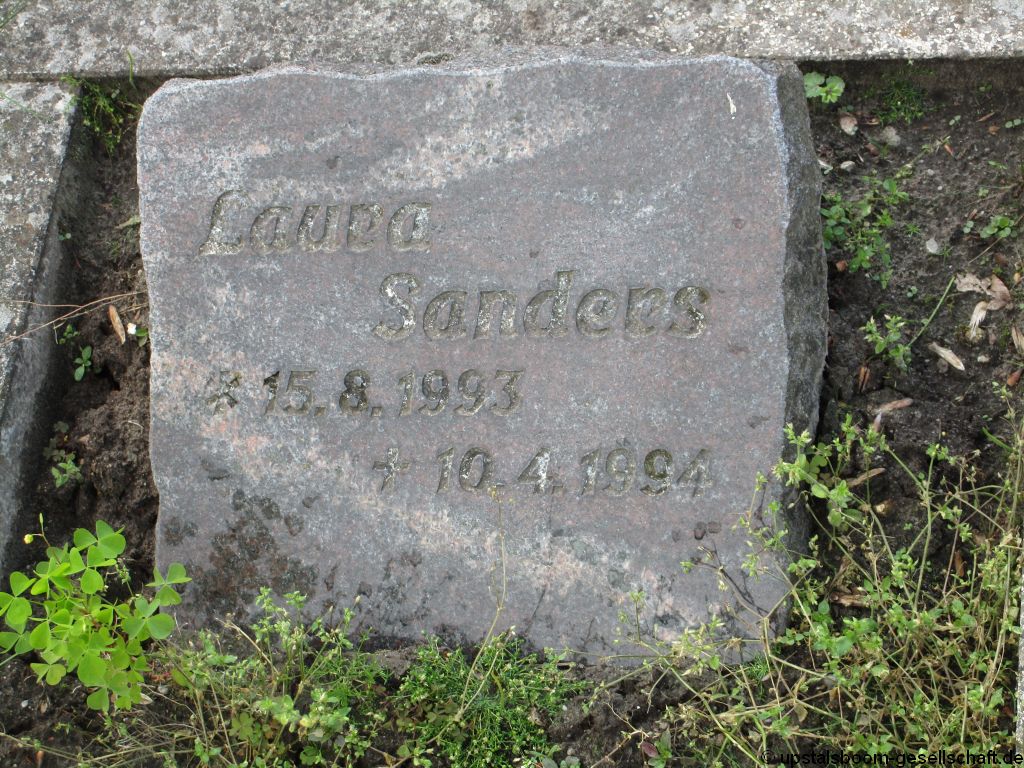 Laura
Sanders
* 15. 8. 1993
+ 10. 4. 1994
© upstalsboom-gesellschaft.de